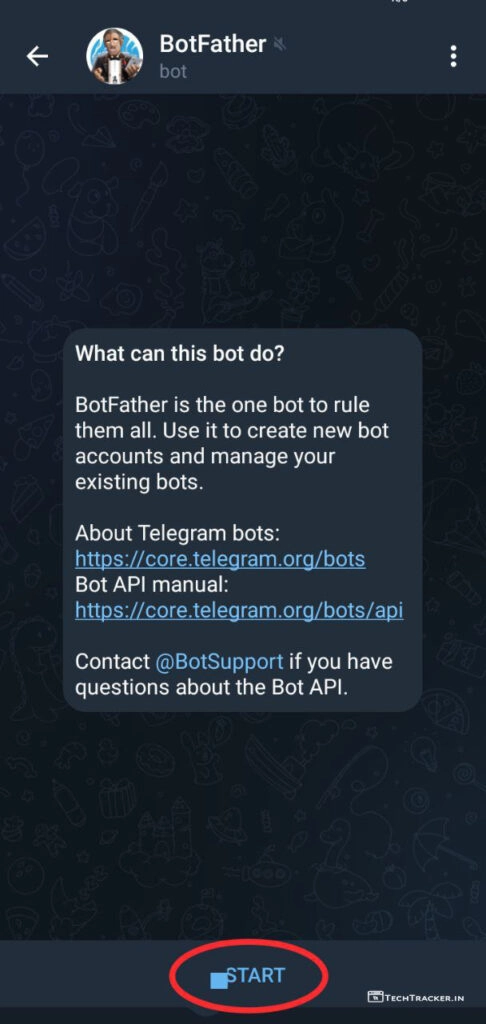 BotFather
bot
What can this bot do?
BotFather is the one bot to rule
them all. Use it to create new bot
accounts and manage your
existing bots.
About Telegram bots:
https://core.telegram.org/bots
Bot API manual:
https://core.telegram.org/bots/api
Contact @BotSupport if you have
questions about the Bot API.
START
TechTracker.in